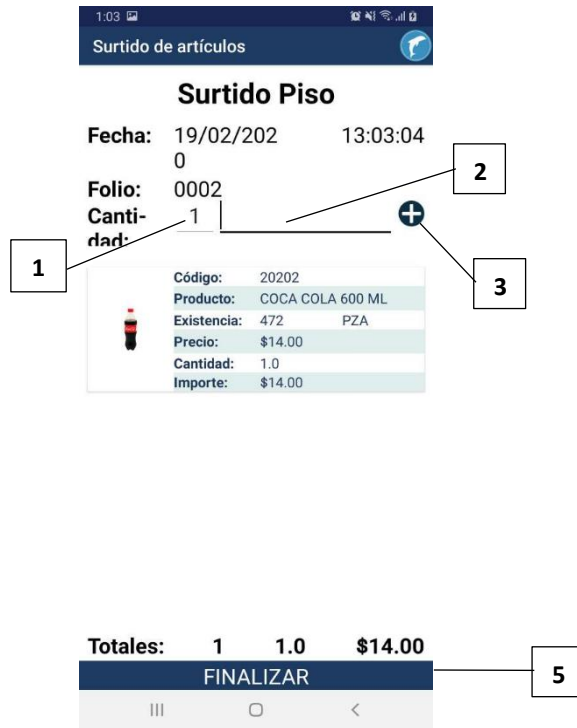 1:03
Surtido de artículos
Surtido Piso
Fecha: 19/02/202 13:03:04
0
2
Folio: 0002
Canti- 1
dad:
1
3
Código: 20202
Producto: COCA COLA 600 ML
Existencia: 472 PZA
Precio: $14.00
Cantidad: 1.0
Importe: $14.00
Totales: 1 1.0 $14.00
FINALIZAR
5